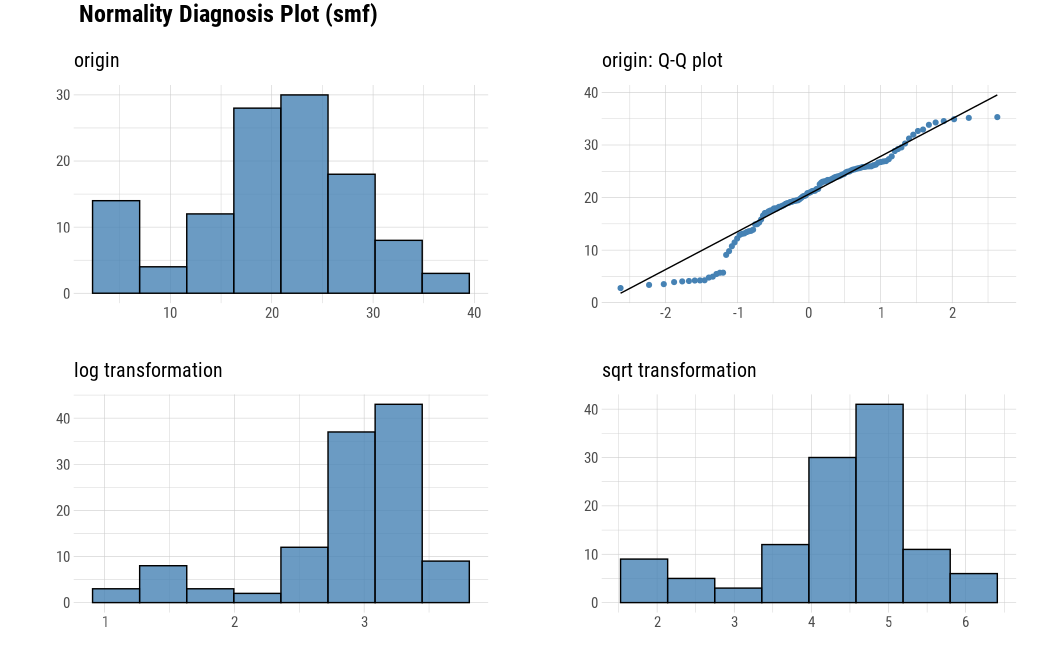 Normality Diagnosis Plot (smf)
origin
30
20
10
0
10 20 30 40
origin: Q-Q plot
40
30
20
10
0
-2 -1 0 1 2
log transformation
40
30
20
10
0
1 2 3
sqrt transformation
40
30
20
10
0
2 3 4 5 6